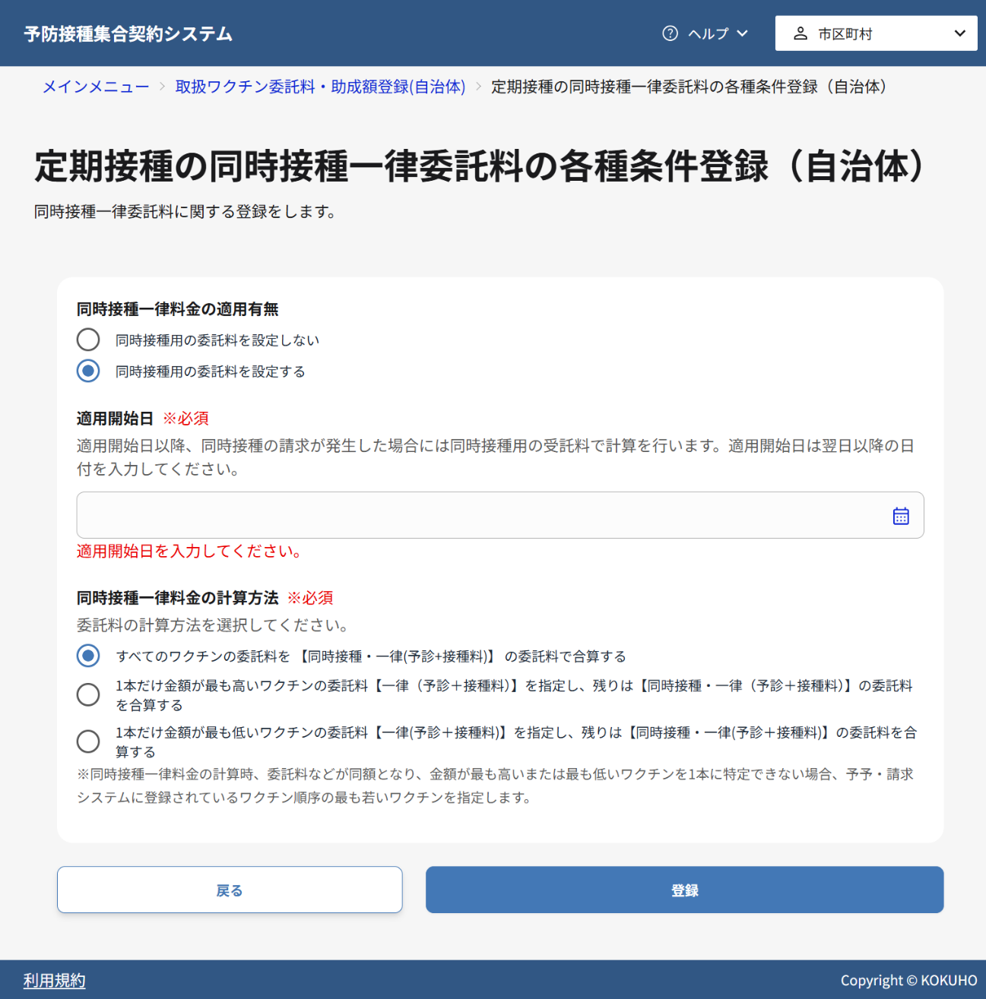 予防接種集合契約システム
ヘルプ
市区町村
メインメニュー > 取扱ワクチン委託料・助成額登録(自治体) > 定期接種の同時接種一律委託料の各種条件登録（自治体）
定期接種の同時接種一律委託料の各種条件登録（自治体）
同時接種一律委託料に関する登録をします。
同時接種一律料金の適用有無
同時接種用の委託料を設定しない
同時接種用の委託料を設定する
適用開始日 ※必須
適用開始日以降、同時接種の請求が発生した場合には同時接種用の受託料で計算を行います。適用開始日は翌日以降の日
付を入力してください。
適用開始日を入力してください。
同時接種一律料金の計算方法 ※必須
委託料の計算方法を選択してください。
すべてのワクチンの委託料を 【同時接種・一律(予診+接種料)】 の委託料で合算する
1本だけ金額が最も高いワクチンの委託料【一律（予診＋接種料)】を指定し、残りは【同時接種・一律（予診＋接種料)】の委託料
を合算する
1本だけ金額が最も低いワクチンの委託料【一律(予診＋接種料)】を指定し、残りは【同時接種・一律(予診＋接種料)】の委託料を合
算する
※同時接種一律料金の計算時、委託料などが同額となり、金額が最も高いまたは最も低いワクチンを1本に特定できない場合、予予・請求
システムに登録されているワクチン順序の最も若いワクチンを指定します。
戻る
登録
利用規約
Copyright © KOKUHO